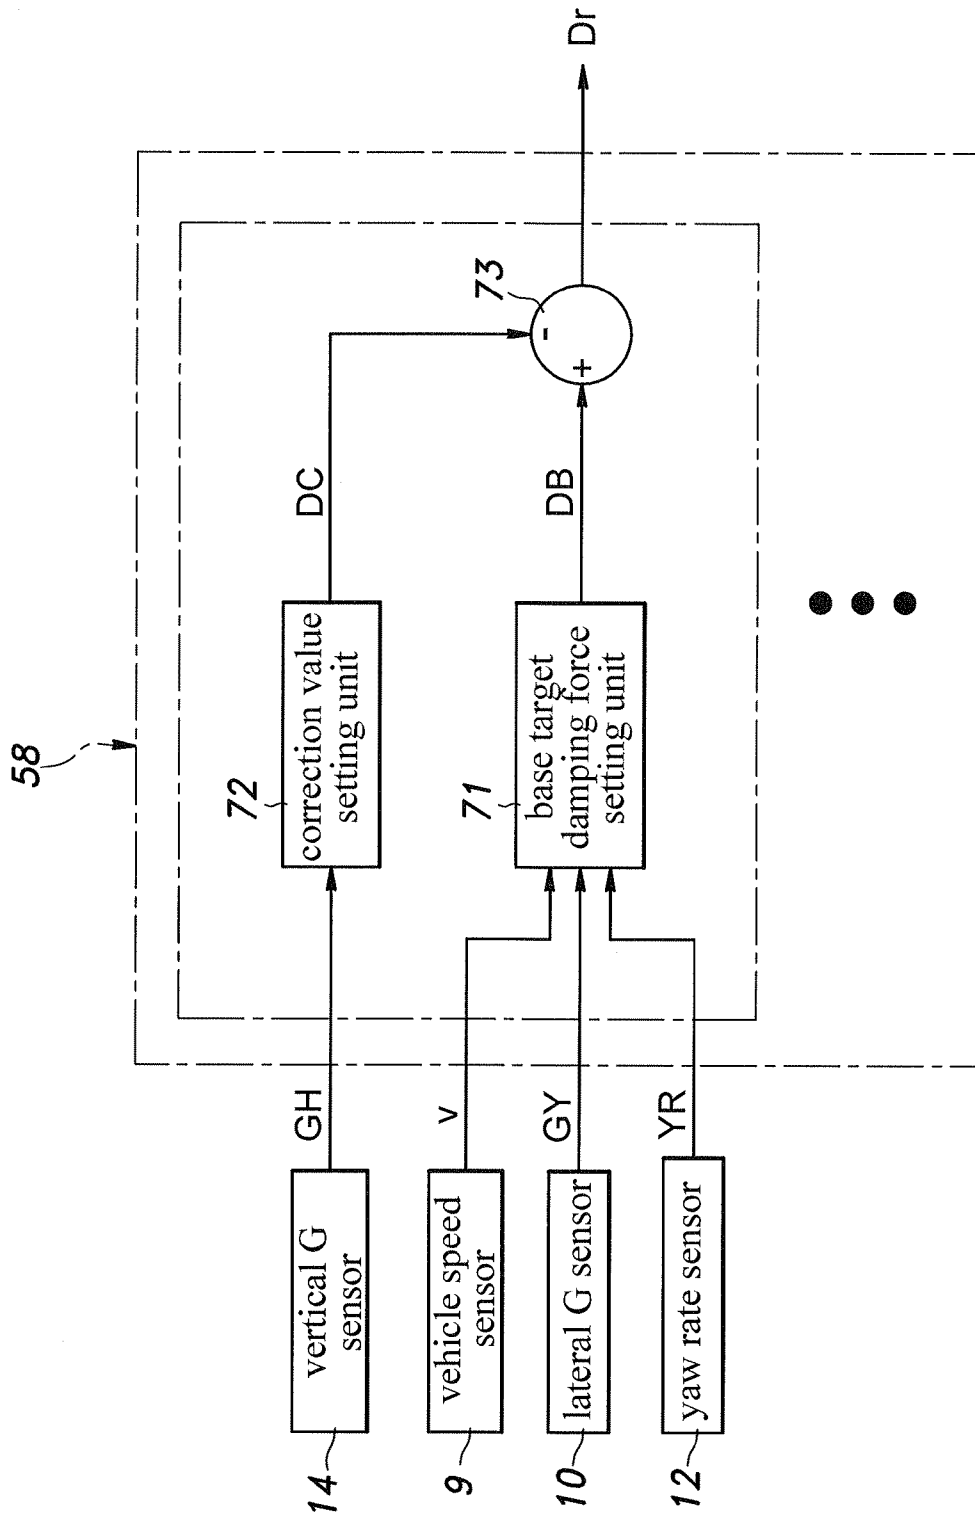 58
14
vertical G
sensor
GH
72
correction value
setting unit
DC
73
-
+
Dr
9
vehicle speed
sensor
v
10
lateral G sensor
GY
71
base target
damping force
setting unit
DB
12
yaw rate sensor
YR